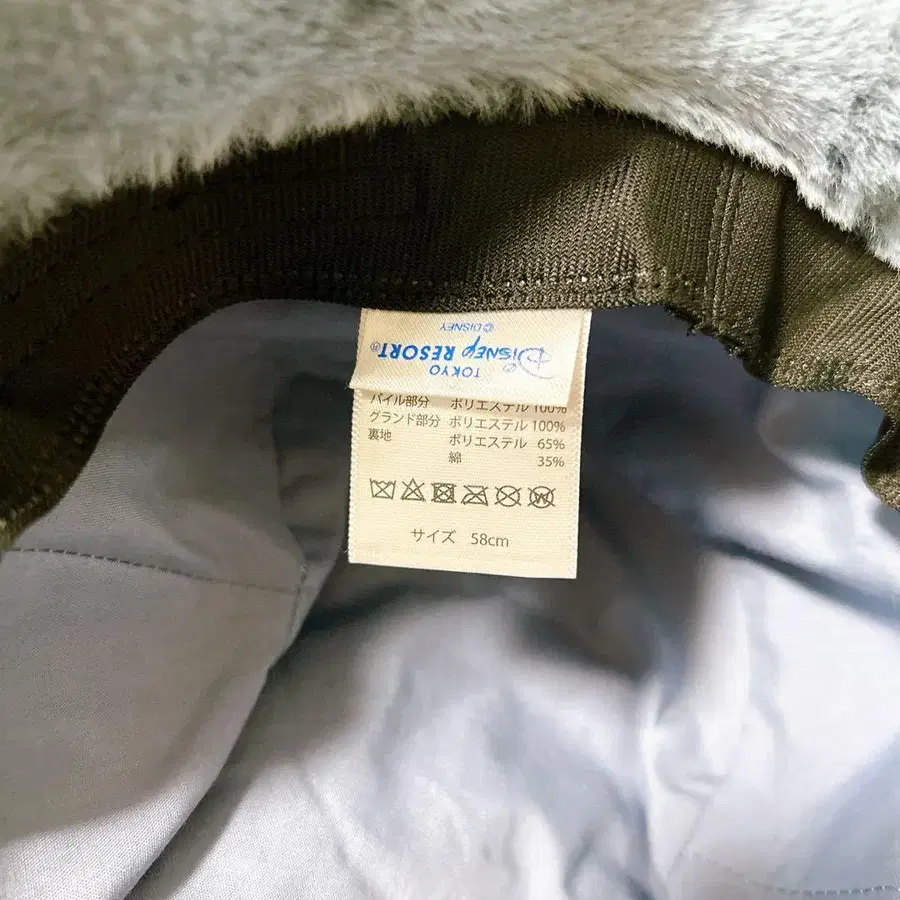 TOKYO
DISNEY RESORT®
© DISNEY
パイル部分 ポリエステル 100%
グランド部分 ポリエステル 100%
裏地 ポリエステル 65%
綿 35%
サイズ 58cm